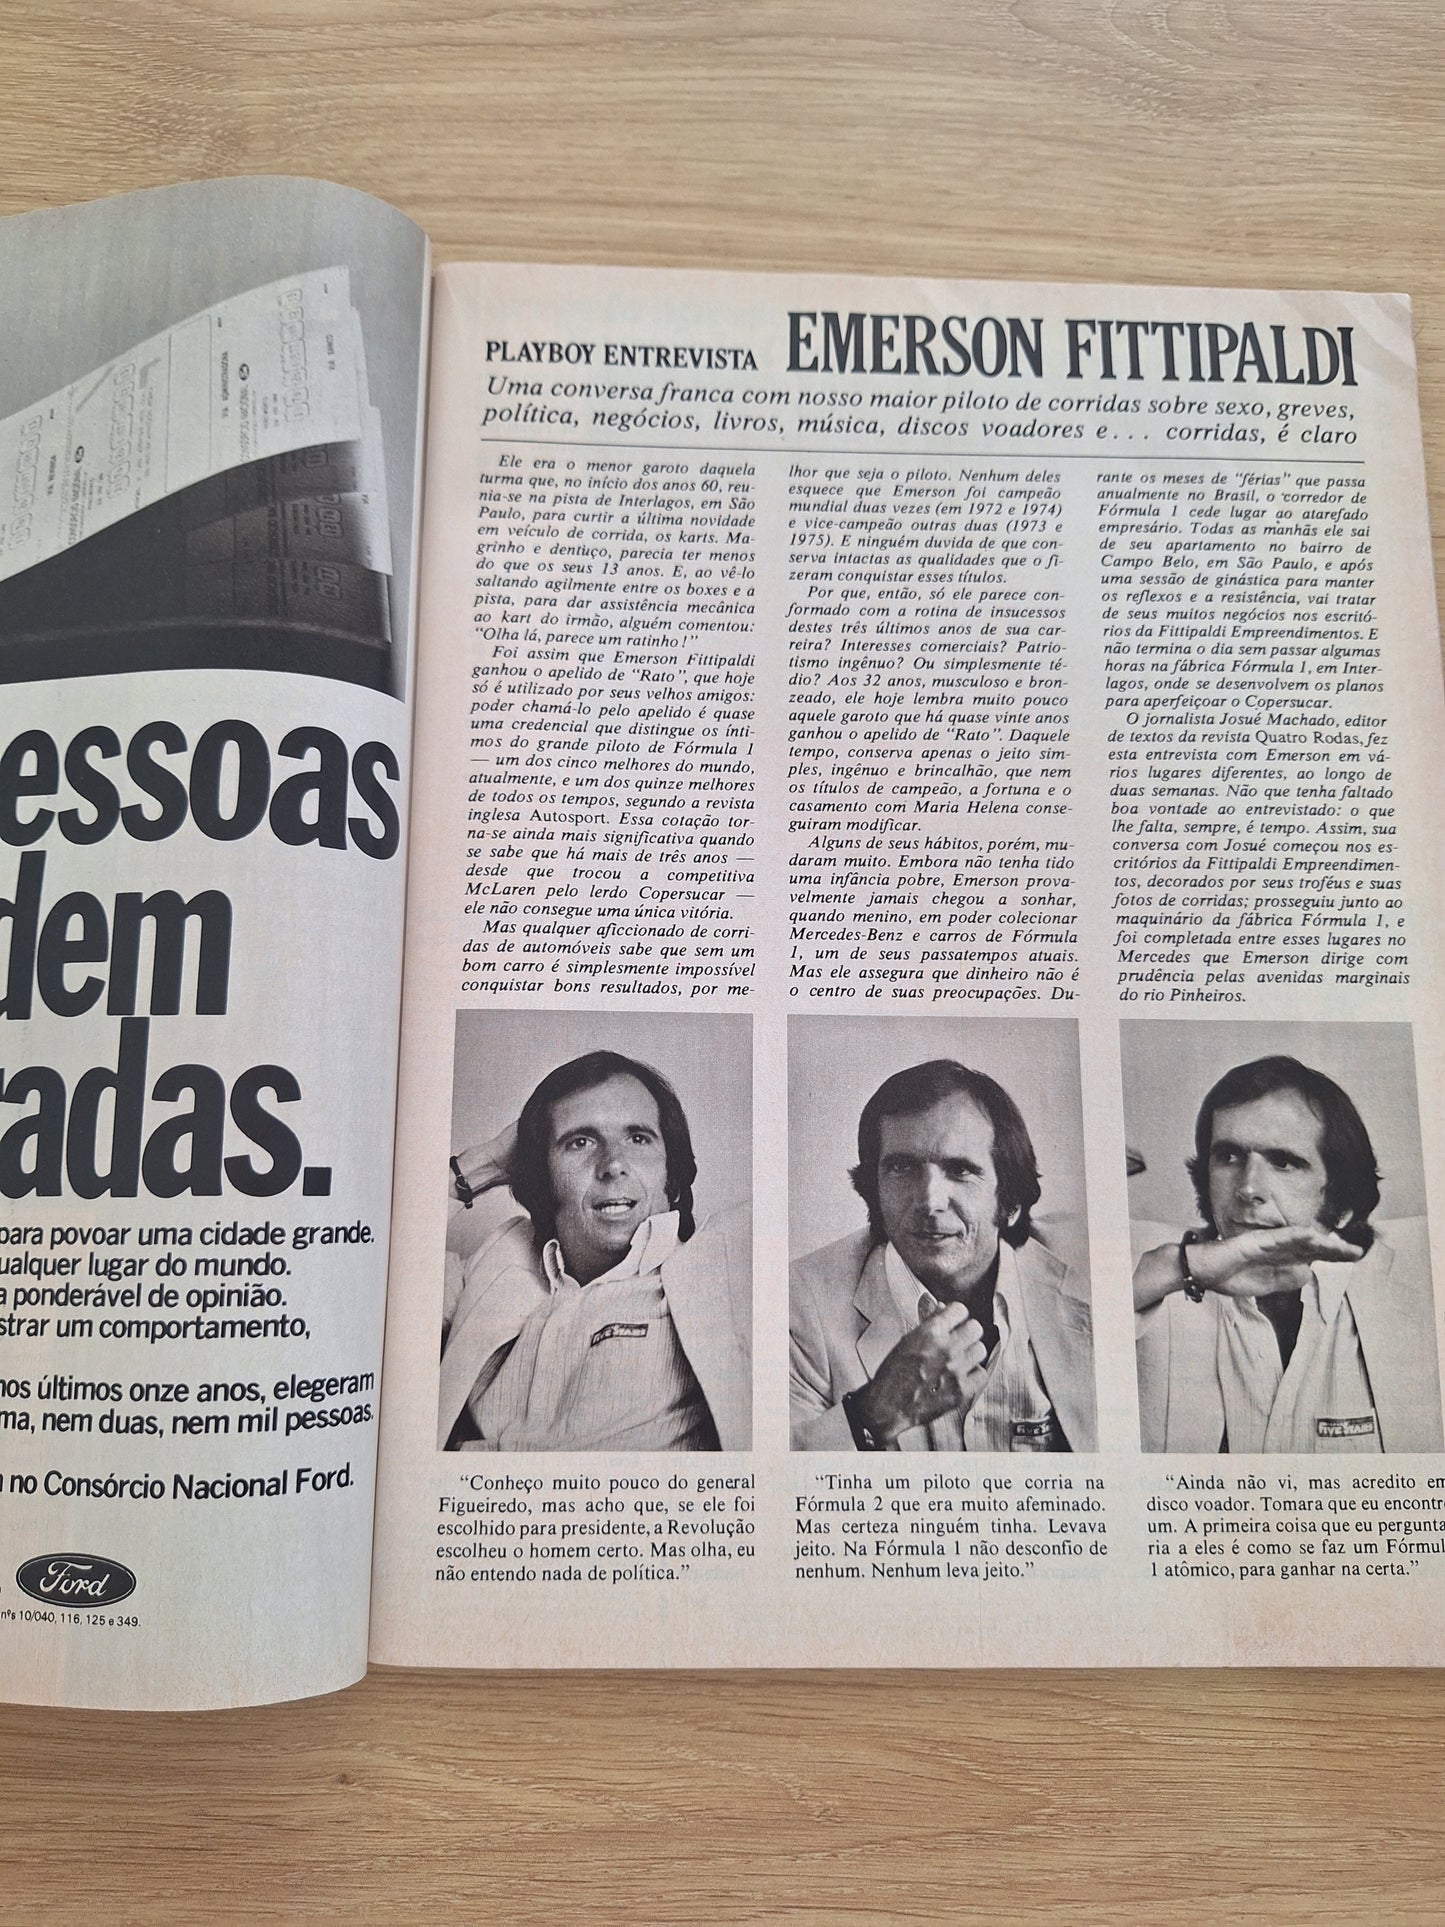 essoas
dem
adas.
para povoar uma cidade grande.
ualquer lugar do mundo.
a ponderável de opinião.
strar um comportamento,
nos últimos onze anos, elegeram
ma, nem duas, nem mil pessoas.
no Consórcio Nacional Ford.
Ford
nºs 10/040, 116, 125 e 349.
PLAYBOY ENTREVISTA EMERSON FITTIPALDI
Uma conversa franca com nosso maior piloto de corridas sobre sexo, greves,
política, negócios, livros, música, discos voadores e... corridas, é claro
Ele era o menor garoto daquela
turma que, no início dos anos 60, reu-
nia-se na pista de Interlagos, em São
Paulo, para curtir a última novidade
em veículo de corrida, os karts. Ma-
grinho e dentuço, parecia ter menos
do que os seus 13 anos. E, ao vê-lo
saltando agilmente entre os boxes e a
pista, para dar assistência mecânica
ao kart do irmão, alguém comentou:
“Olha lá, parece um ratinho!”
Foi assim que Emerson Fittipaldi
ganhou o apelido de “Rato”, que hoje
só é utilizado por seus velhos amigos:
poder chamá-lo pelo apelido é quase
uma credencial que distingue os ínti-
mos do grande piloto de Fórmula 1
— um dos cinco melhores do mundo,
atualmente, e um dos quinze melhores
de todos os tempos, segundo a revista
inglesa Autosport. Essa cotação tor-
na-se ainda mais significativa quando
se sabe que há mais de três anos —
desde que trocou a competitiva
McLaren pelo lerdo Copersucar —
ele não consegue uma única vitória.
Mas qualquer aficcionado de corri-
das de automóveis sabe que sem um
bom carro é simplesmente impossível
conquistar bons resultados, por me-
lhor que seja o piloto. Nenhum deles
esquece que Emerson foi campeão
mundial duas vezes (em 1972 e 1974)
e vice-campeão outras duas (1973 e
1975). E ninguém duvida de que con-
serva intactas as qualidades que o fi-
zeram conquistar esses títulos.
Por que, então, só ele parece con-
formado com a rotina de insucessos
destes três últimos anos de sua car-
reira? Interesses comerciais? Patrio-
tismo ingênuo? Ou simplesmente té-
dio? Aos 32 anos, musculoso e bron-
zeado, ele hoje lembra muito pouco
aquele garoto que há quase vinte anos
ganhou o apelido de “Rato”. Daquele
tempo, conserva apenas o jeito sim-
ples, ingênuo e brincalhão, que nem
os títulos de campeão, a fortuna e o
casamento com Maria Helena conse-
guiram modificar.
Alguns de seus hábitos, porém, mu-
daram muito. Embora não tenha tido
uma infância pobre, Emerson prova-
velmente jamais chegou a sonhar,
quando menino, em poder colecionar
Mercedes-Benz e carros de Fórmula
1, um de seus passatempos atuais.
Mas ele assegura que dinheiro não é
o centro de suas preocupações. Du-
rante os meses de “férias” que passa
anualmente no Brasil, o corredor de
Fórmula 1 cede lugar ao atarefado
empresário. Todas as manhãs ele sai
de seu apartamento no bairro de
Campo Belo, em São Paulo, e após
uma sessão de ginástica para manter
os reflexos e a resistência, vai tratar
de seus muitos negócios nos escritó-
rios da Fittipaldi Empreendimentos. E
não termina o dia sem passar algumas
horas na fábrica Fórmula 1, em Inter-
lagos, onde se desenvolvem os planos
para aperfeiçoar o Copersucar.
O jornalista Josué Machado, editor
de textos da revista Quatro Rodas, fez
esta entrevista com Emerson em vá-
rios lugares diferentes, ao longo de
duas semanas. Não que tenha faltado
boa vontade ao entrevistado: o que
lhe falta, sempre, é tempo. Assim, sua
conversa com Josué começou nos es-
critórios da Fittipaldi Empreendimen-
tos, decorados por seus troféus e suas
fotos de corridas; prosseguiu junto ao
maquinário da fábrica Fórmula 1, e
foi completada entre esses lugares no
Mercedes que Emerson dirige com
prudência pelas avenidas marginais
do rio Pinheiros.
FIVE STARS
“Conheço muito pouco do general
Figueiredo, mas acho que, se ele foi
escolhido para presidente, a Revolução
escolheu o homem certo. Mas olha, eu
não entendo nada de política.”
“Tinha um piloto que corria na
Fórmula 2 que era muito afeminado.
Mas certeza ninguém tinha. Levava
jeito. Na Fórmula 1 não desconfio de
nenhum. Nenhum leva jeito.”
“Ainda não vi, mas acredito em
disco voador. Tomara que eu encontre
um. A primeira coisa que eu pergunta-
ria a eles é como se faz um Fórmul
1 atômico, para ganhar na certa.”